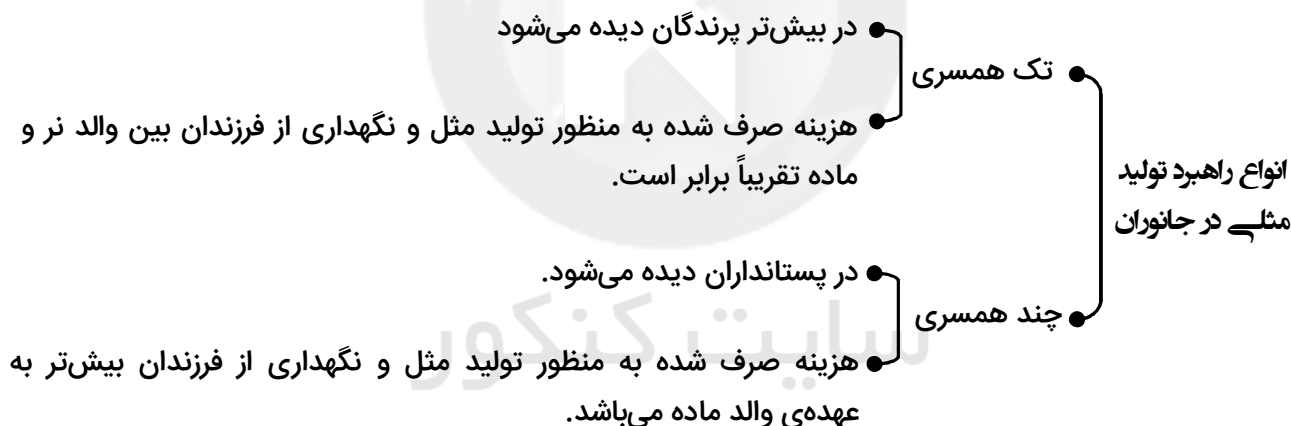 انواع راهبرد تولید
مثلی در جانوران
تک همسری
در بیش‌تر پرندگان دیده می‌شود
هزینه صرف شده به منظور تولید مثل و نگهداری از فرزندان بین والد نر و
ماده تقریباً برابر است.
چند همسری
در پستانداران دیده می‌شود.
هزینه صرف شده به منظور تولید مثل و نگهداری از فرزندان بیش‌تر به
عهده‌ی والد ماده می‌باشد.
سایت کنکور